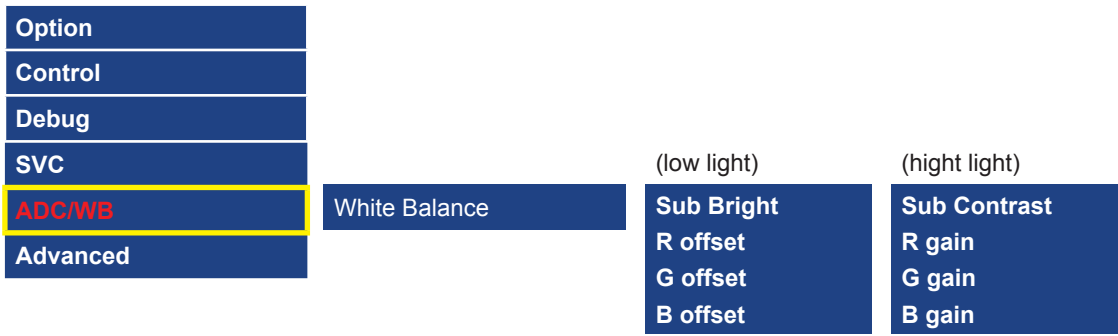 Option
Control
Debug
SVC
ADC/WB
Advanced
White Balance
(low light)
Sub Bright
R offset
G offset
B offset
(hight light)
Sub Contrast
R gain
G gain
B gain